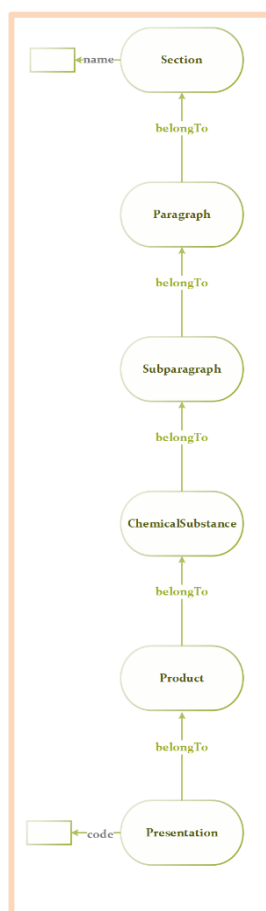 name
Section
belongTo
Paragraph
belongTo
Subparagraph
belongTo
ChemicalSubstance
belongTo
Product
belongTo
code
Presentation